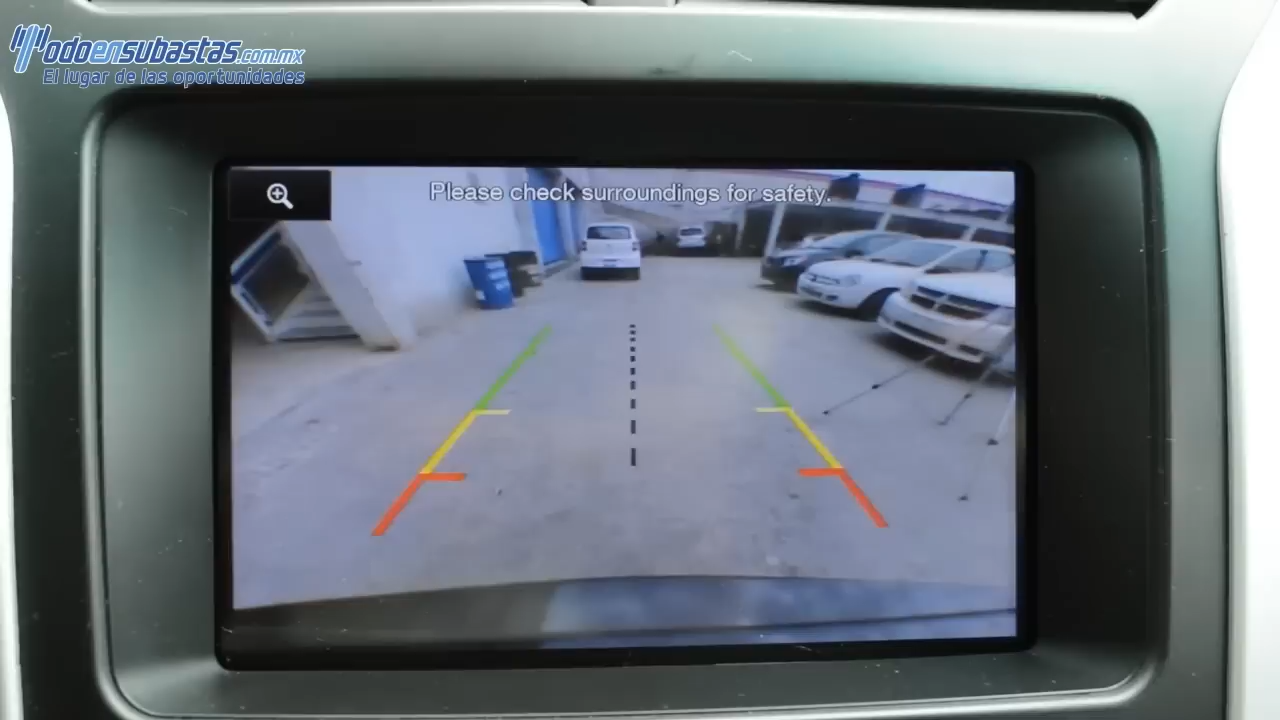 Todoensubastas.com.mx
El lugar de las oportunidades
Please check surroundings for safety.